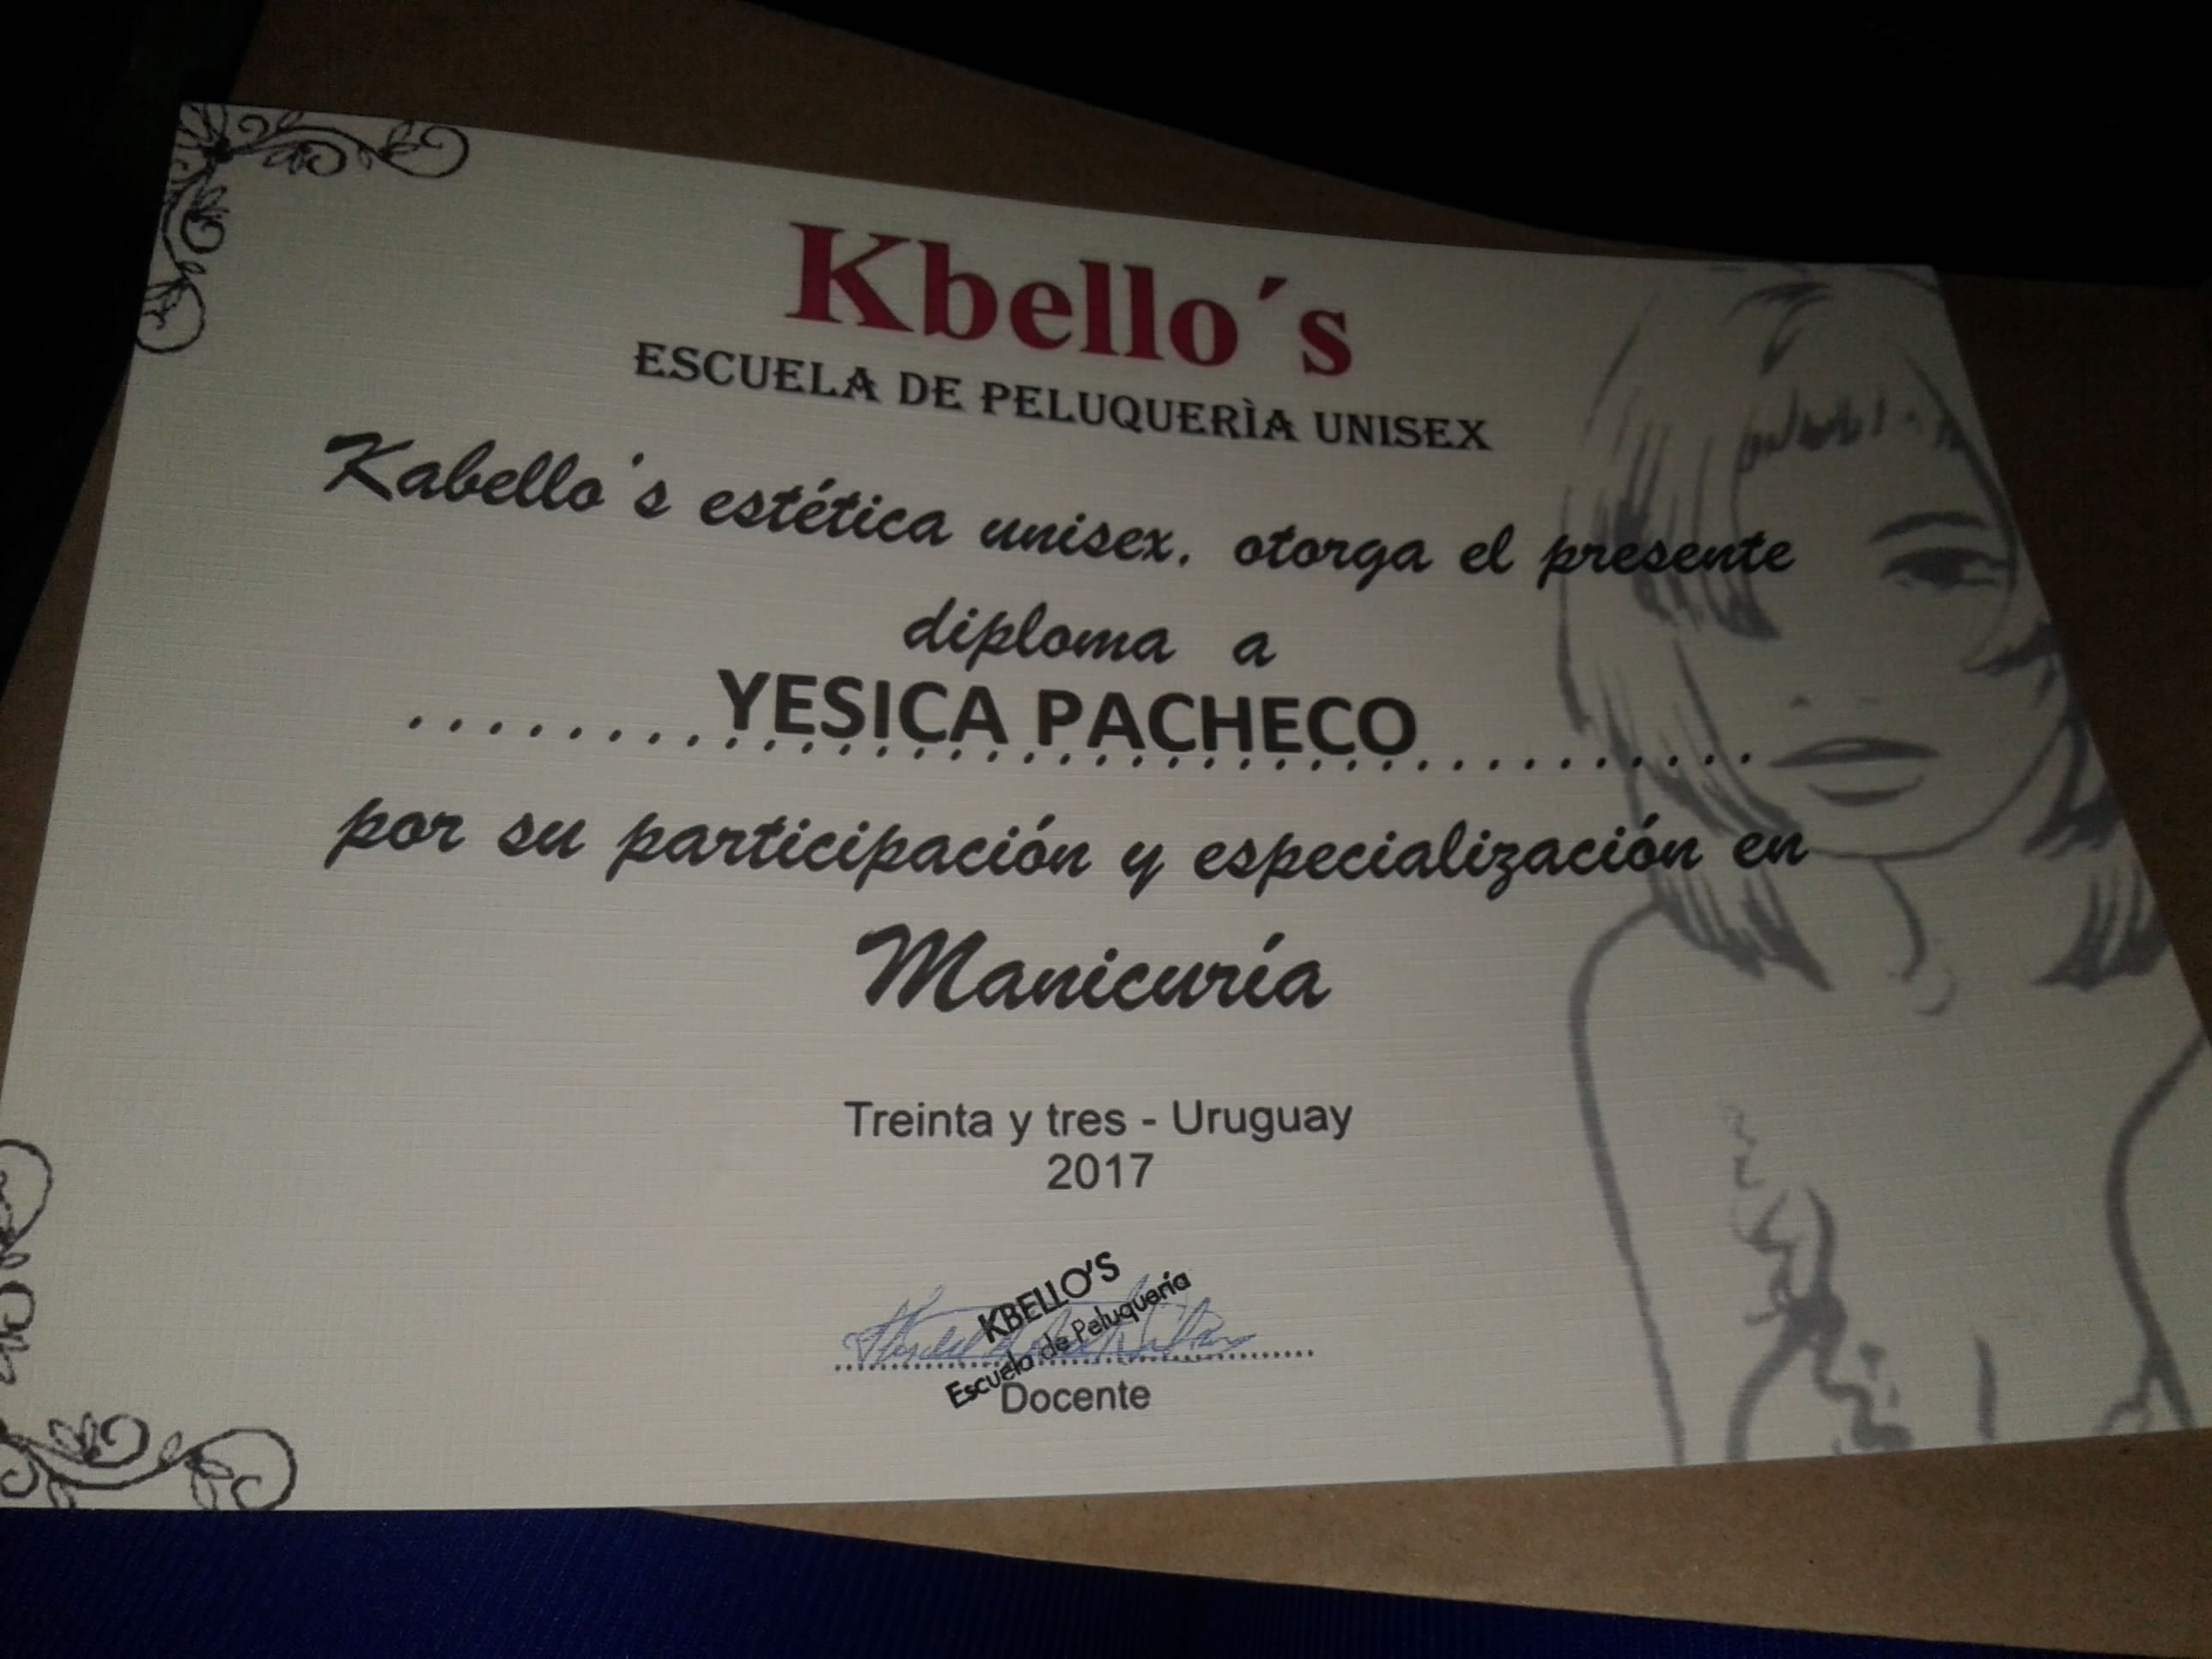 Kbello´s
ESCUELA DE PELUQUERÌA UNISEX
Kabello´s estética unisex, otorga el presente
diploma a
YESICA PACHECO
por su participación y especialización en
Manicuría
Treinta y tres - Uruguay
2017
KBELLO'S
Escuela de Peluquería
Docente